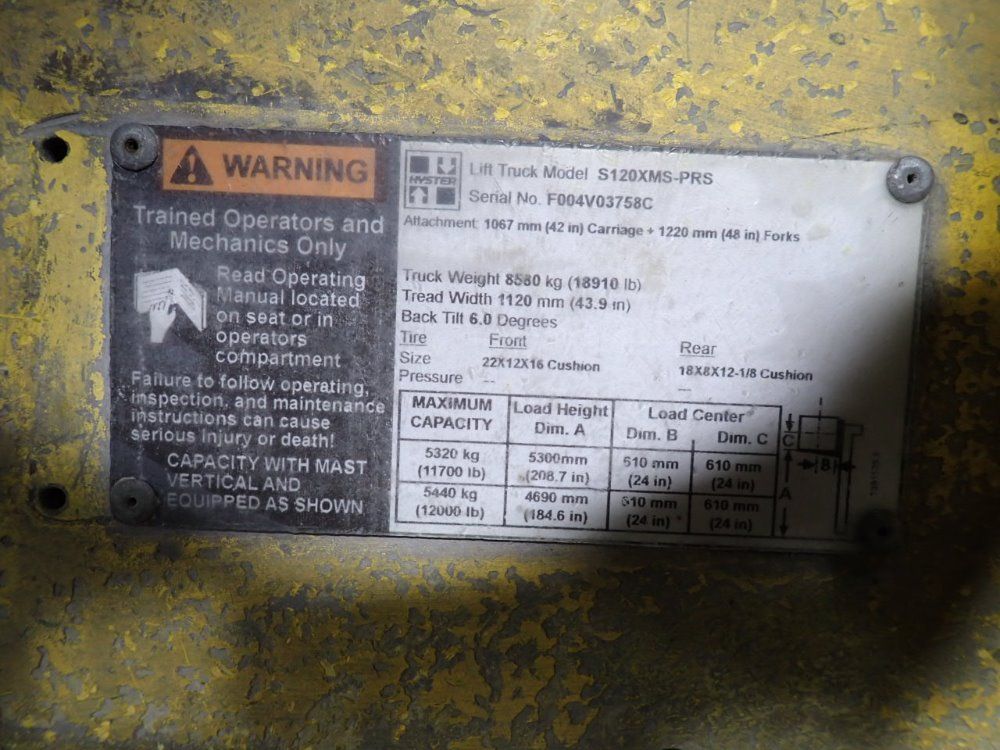 WARNING
Trained Operators and
Mechanics Only
Read Operating
Manual located
on seat or in
operators
compartment
Failure to follow operating,
inspection, and maintenance
instructions can cause
serious injury or death!
CAPACITY WITH MAST
VERTICAL AND
EQUIPPED AS SHOWN
HYSTER
Lift Truck Model S120XMS-PRS
Serial No. F004V03758C
Attachment 1067 mm (42 in) Carriage + 1220 mm (48 in) Forks
Truck Weight 8580 kg (18910 lb)
Tread Width 1120 mm (43.9 in)
Back Tilt 6.0 Degrees
Tire Front Rear
Size 22X12X16 Cushion 18X8X12-1/8 Cushion
Pressure -- --
MAXIMUM CAPACITY Load Height Dim. A Load Center Dim. B Dim. C
5320 kg 5300mm 610 mm 610 mm
(11700 lb) (208.7 in) (24 in) (24 in)
5440 kg 4690 mm 610 mm 610 mm
(12000 lb) (184.6 in) (24 in) (24 in)
C
B
A